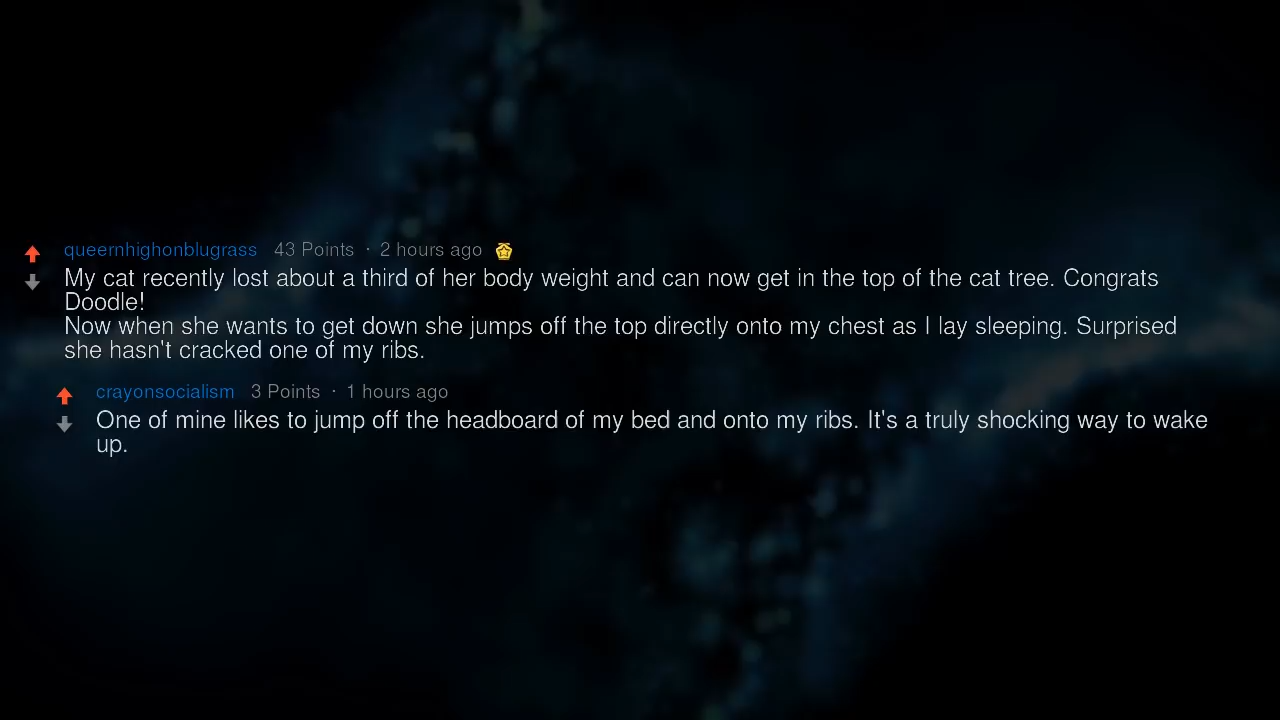 queernhighonblugrass 43 Points · 2 hours ago
My cat recently lost about a third of her body weight and can now get in the top of the cat tree. Congrats
Doodle!
Now when she wants to get down she jumps off the top directly onto my chest as I lay sleeping. Surprised
she hasn't cracked one of my ribs.
crayonsocialism 3 Points · 1 hours ago
One of mine likes to jump off the headboard of my bed and onto my ribs. It's a truly shocking way to wake
up.